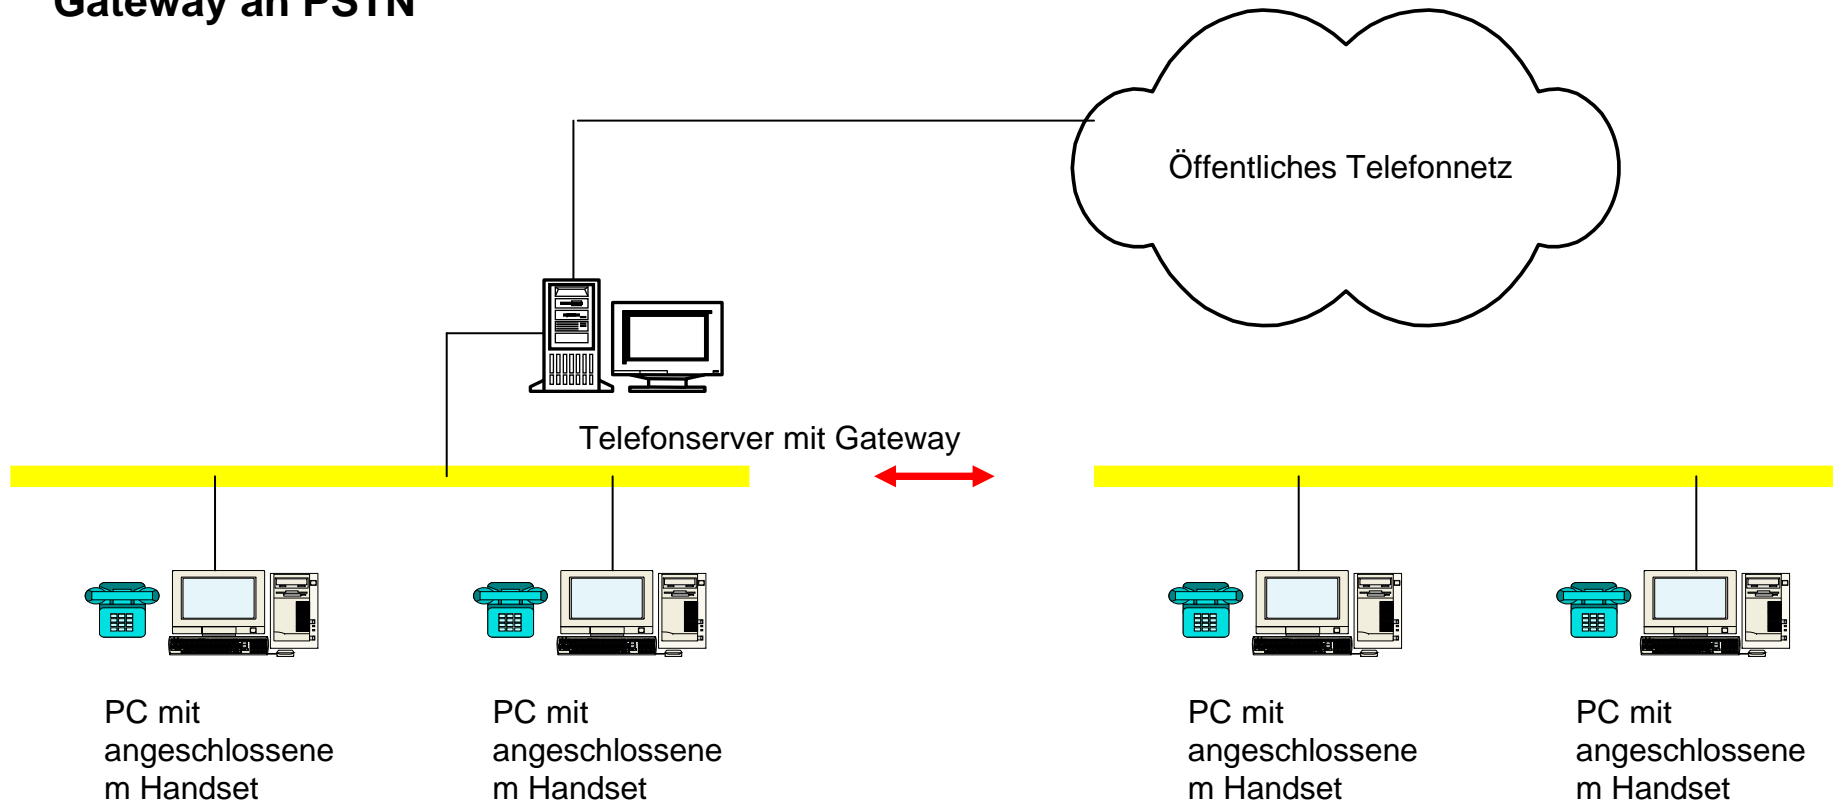 Gateway an PSTN
Öffentliches Telefonnetz
Telefonserver mit Gateway
PC mit
angeschlossene
m Handset
PC mit
angeschlossene
m Handset
PC mit
angeschlossene
m Handset
PC mit
angeschlossene
m Handset